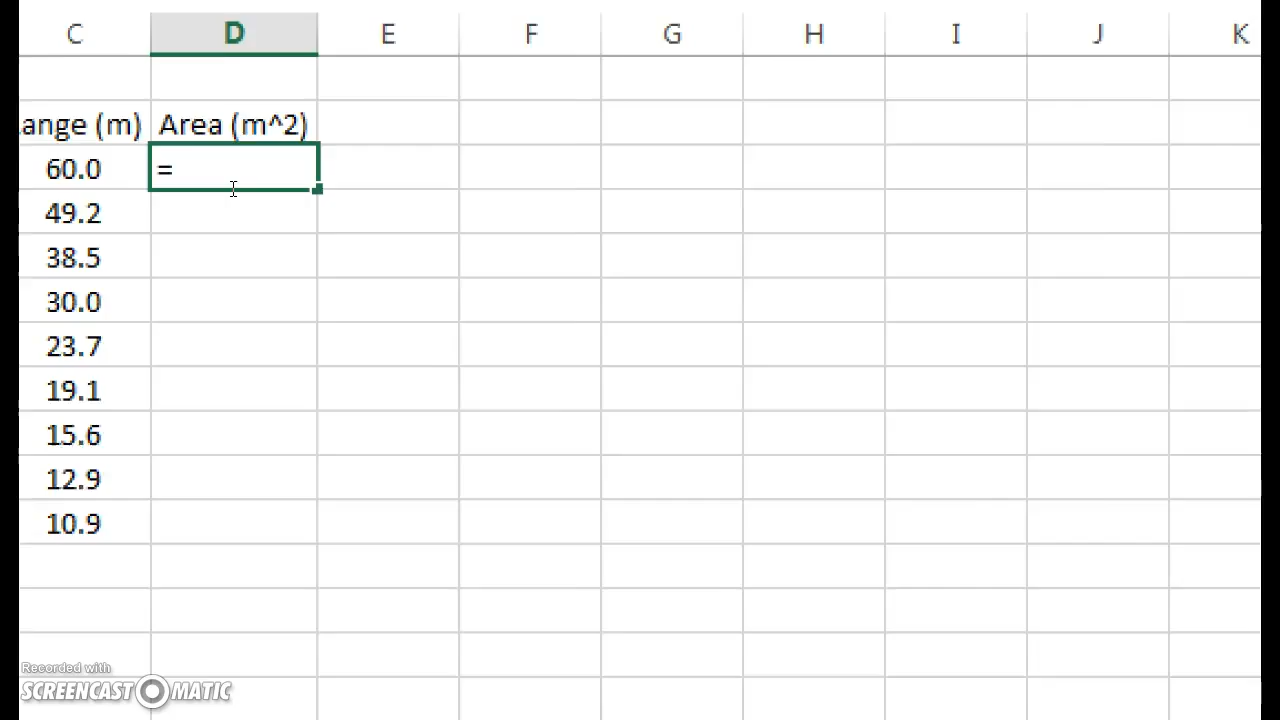 C D E F G H I J K
ange (m) Area (m^2)
60.0 =
49.2
38.5
30.0
23.7
19.1
15.6
12.9
10.9
Recorded with
SCREENCAST MATIC